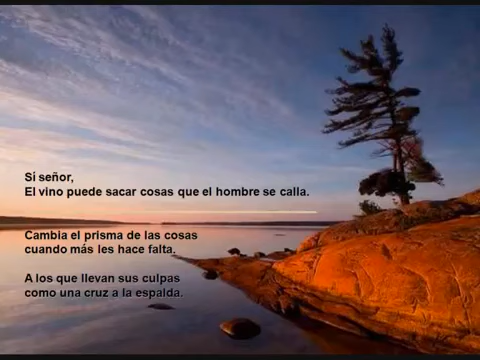 Sí señor,
El vino puede sacar cosas que el hombre se calla.
Cambia el prisma de las cosas
cuando más les hace falta.
A los que llevan sus culpas
como una cruz a la espalda.